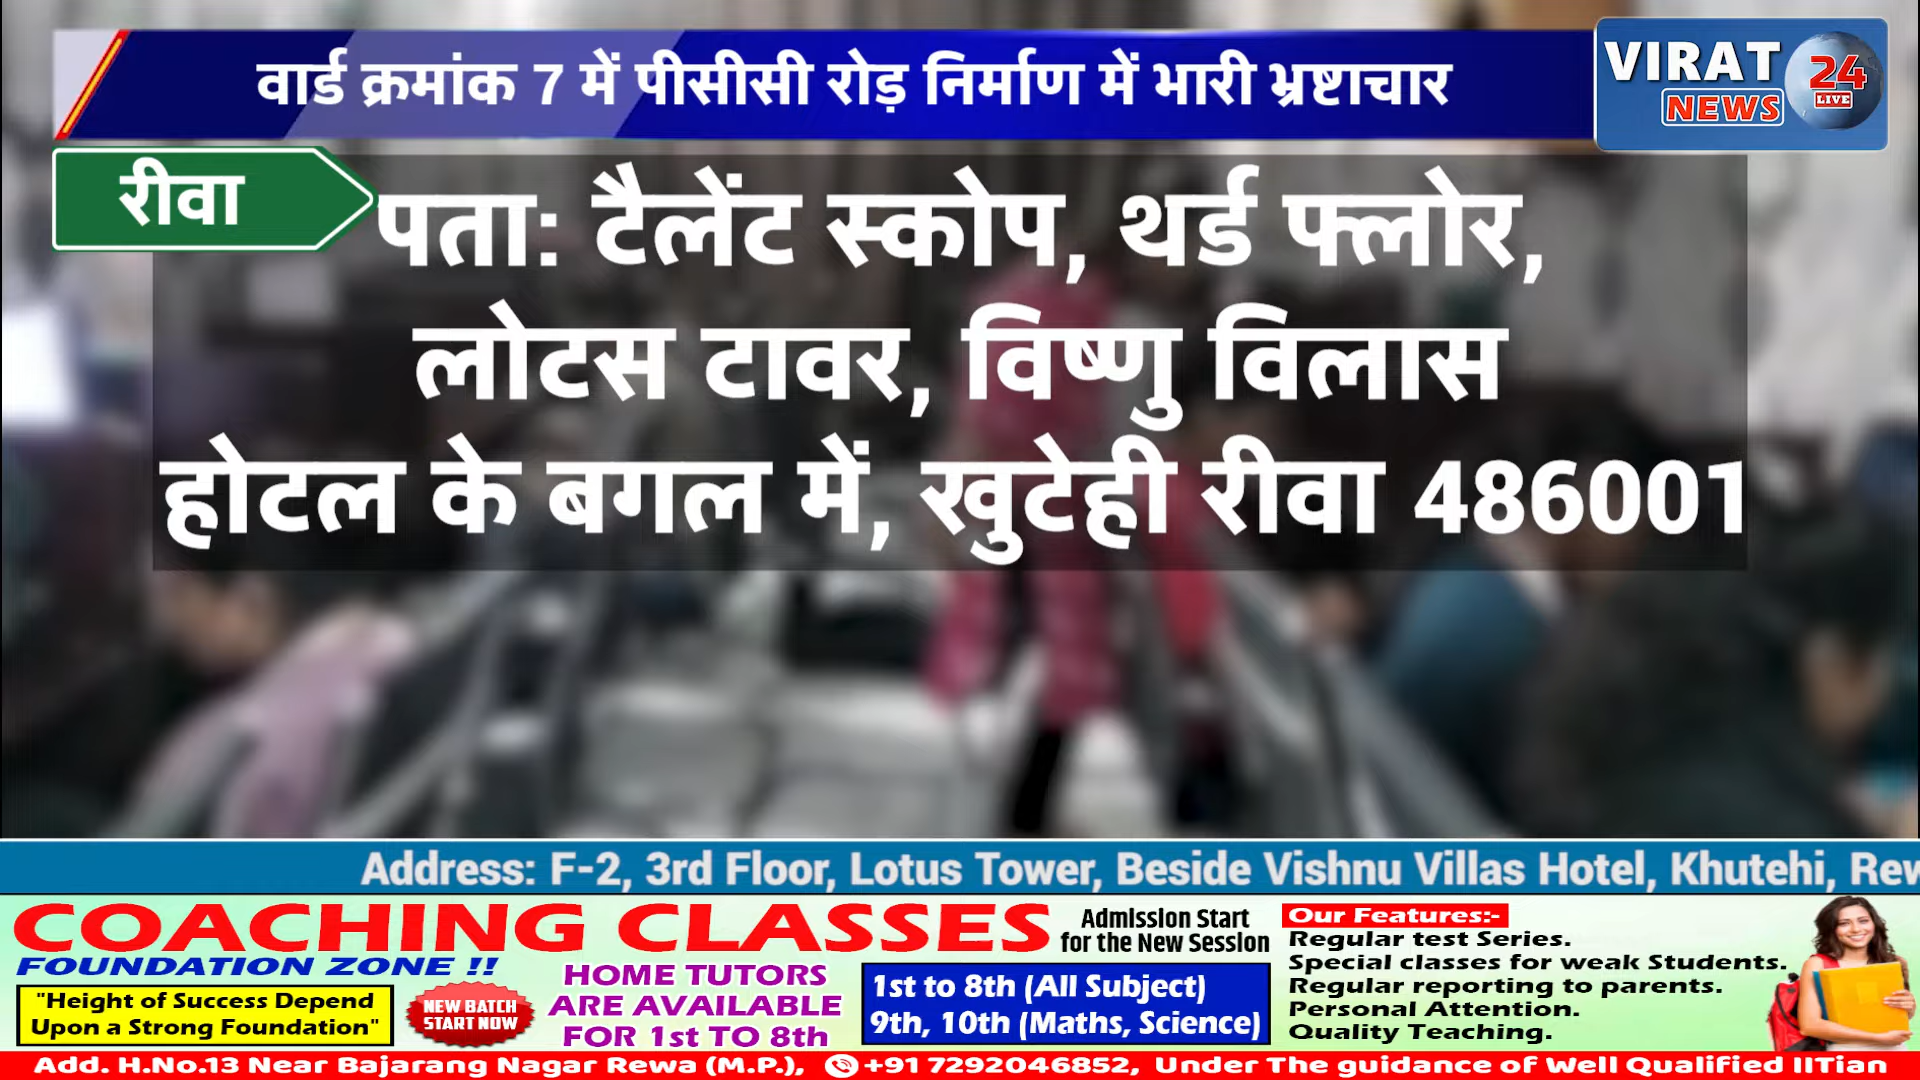 वार्ड क्रमांक 7 में पीसीसी रोड़ निर्माण में भारी भ्रष्टाचार
VIRAT
NEWS
24
LIVE
रीवा
पता: टैलेंट स्कोप, थर्ड फ्लोर,
लोटस टावर, विष्णु विलास
होटल के बगल में, खुटेही रीवा 486001
Address: F-2, 3rd Floor, Lotus Tower, Beside Vishnu Villas Hotel, Khutehi, Rew
COACHING CLASSES
FOUNDATION ZONE !!
"Height of Success Depend
Upon a Strong Foundation"
NEW BATCH
START NOW
HOME TUTORS
ARE AVAILABLE
FOR 1st TO 8th
Admission Start
for the New Session
1st to 8th (All Subject)
9th, 10th (Maths, Science)
Our Features:-
Regular test Series.
Special classes for weak Students.
Regular reporting to parents.
Personal Attention.
Quality Teaching.
Add. H.No.13 Near Bajarang Nagar Rewa (M.P.), +91 7292046852, Under The guidance of Well Qualified IITian